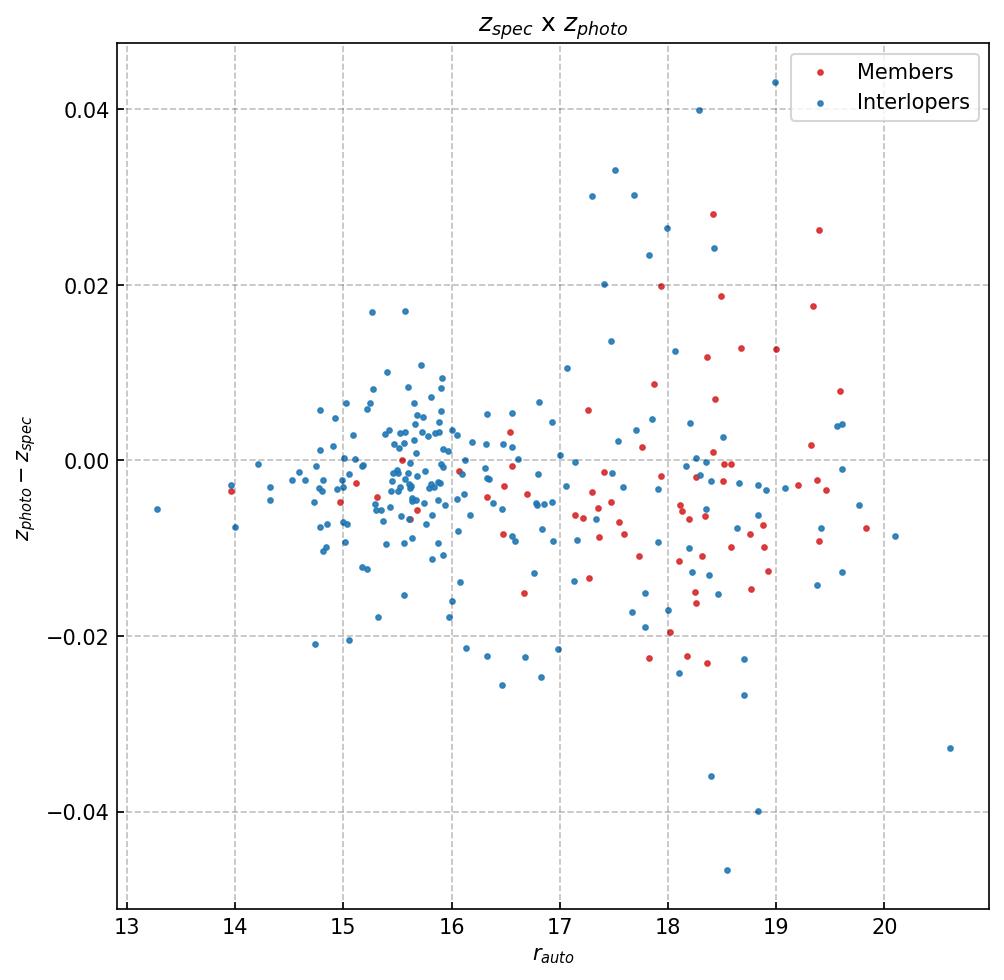 z_spec x z_photo
Members
Interlopers
0.04
0.02
0.00
−0.02
−0.04
z_photo − z_spec
13 14 15 16 17 18 19 20
r_auto